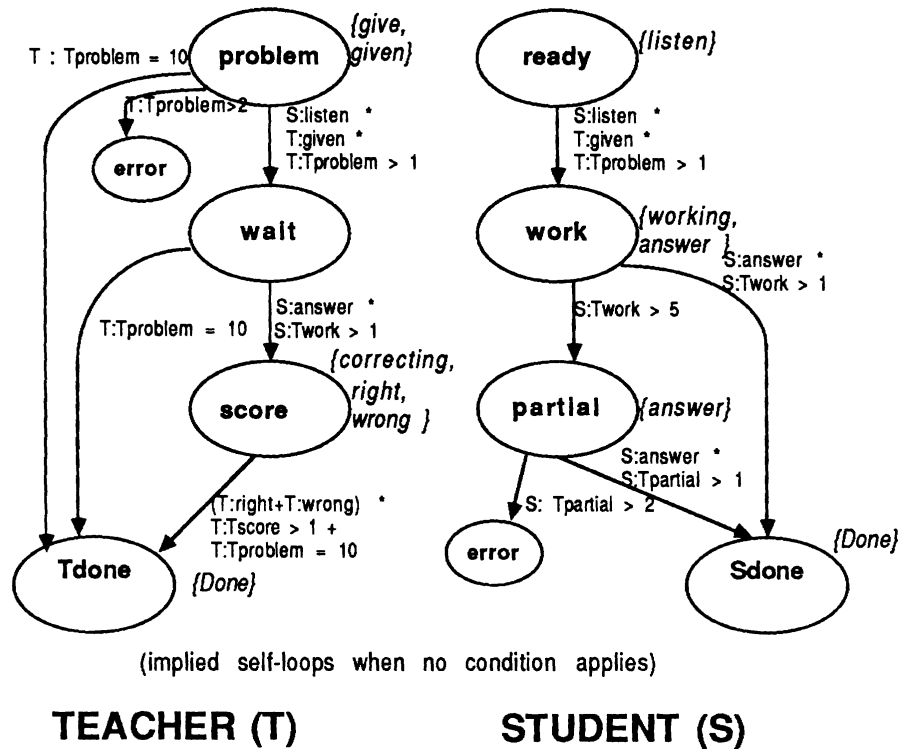 {give,
given}
T : Tproblem = 10
problem
T:Tproblem>2
error
S:listen *
T:given *
T:Tproblem > 1
wait
T:Tproblem = 10
S:answer *
S:Twork > 1
{correcting,
right,
wrong }
score
(T:right+T:wrong) *
T:Tscore > 1 +
T:Tproblem = 10
Tdone
{Done}
ready
{listen}
S:listen *
T:given *
T:Tproblem > 1
work
{working,
answer }
S:answer *
S:Twork > 1
S:Twork > 5
partial
{answer}
S:answer *
S:Tpartial > 1
S: Tpartial > 2
error
Sdone
{Done}
(implied self-loops when no condition applies)
TEACHER (T)
STUDENT (S)